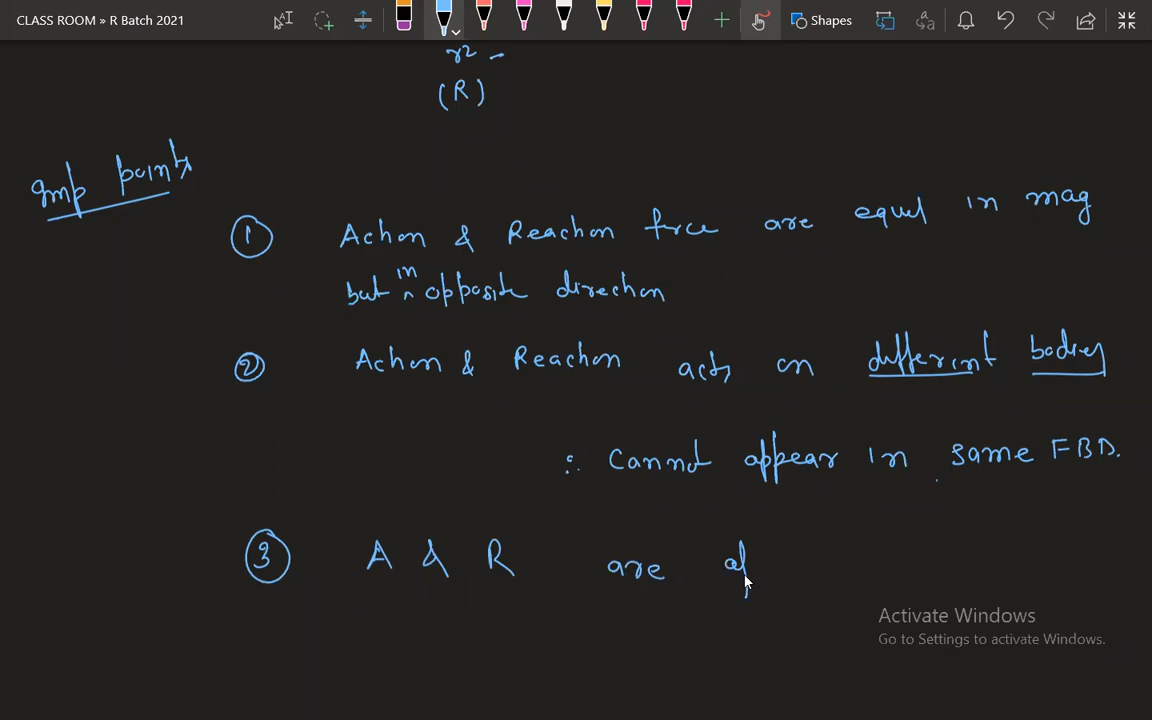 CLASS ROOM » R Batch 2021
Shapes
r2 -
(R)
Imp points
① Action & Reaction force are equal in mag
but in ^ opposite direction
② Action & Reaction acts on different bodies
∴ Cannot appear in same FBD.
③ A & R are of
Activate Windows
Go to Settings to activate Windows.